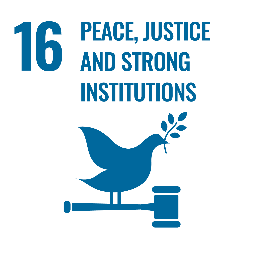 16 PEACE, JUSTICE
AND STRONG
INSTITUTIONS